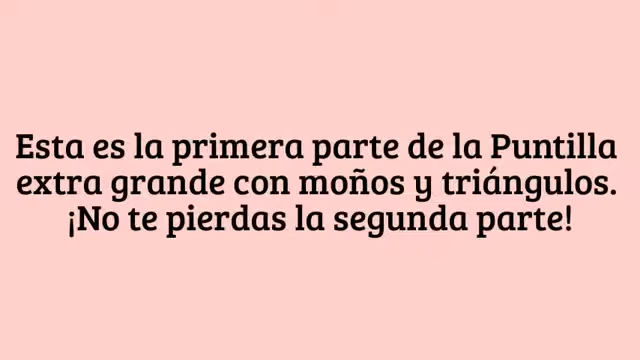 Esta es la primera parte de la Puntilla
extra grande con moños y triángulos.
¡No te pierdas la segunda parte!